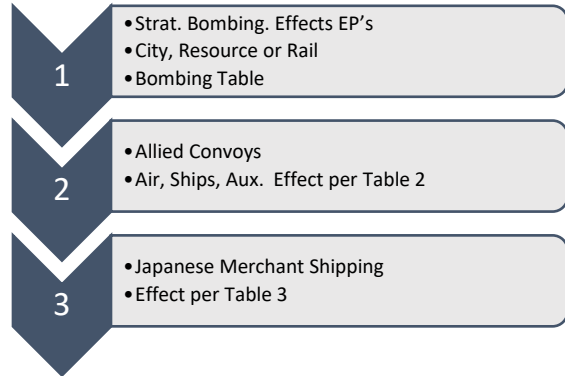 1
•Strat. Bombing. Effects EP’s
•City, Resource or Rail
•Bombing Table
2
•Allied Convoys
•Air, Ships, Aux.  Effect per Table 2
3
•Japanese Merchant Shipping
•Effect per Table 3